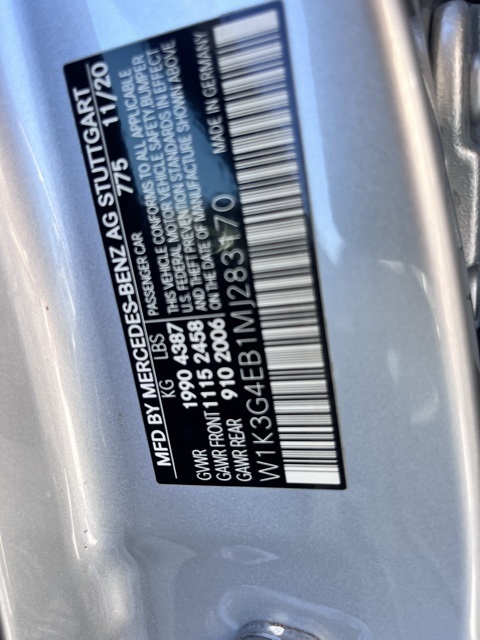 MFD BY MERCEDES-BENZ AG STUTTGART
775 11/20
PASSENGER CAR
KG LBS
GVWR 1990 4387
GAWR FRONT 1115 2458
GAWR REAR 910 2006
THIS VEHICLE CONFORMS TO ALL APPLICABLE
U.S. FEDERAL MOTOR VEHICLE SAFETY, BUMPER
AND THEFT PREVENTION STANDARDS IN EFFECT
ON THE DATE OF MANUFACTURE SHOWN ABOVE
MADE IN GERMANY